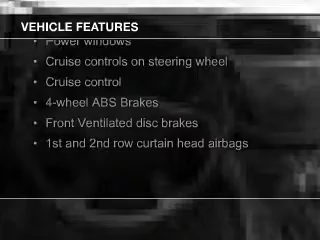 VEHICLE FEATURES
• Power windows
• Cruise controls on steering wheel
• Cruise control
• 4-wheel ABS Brakes
• Front Ventilated disc brakes
• 1st and 2nd row curtain head airbags